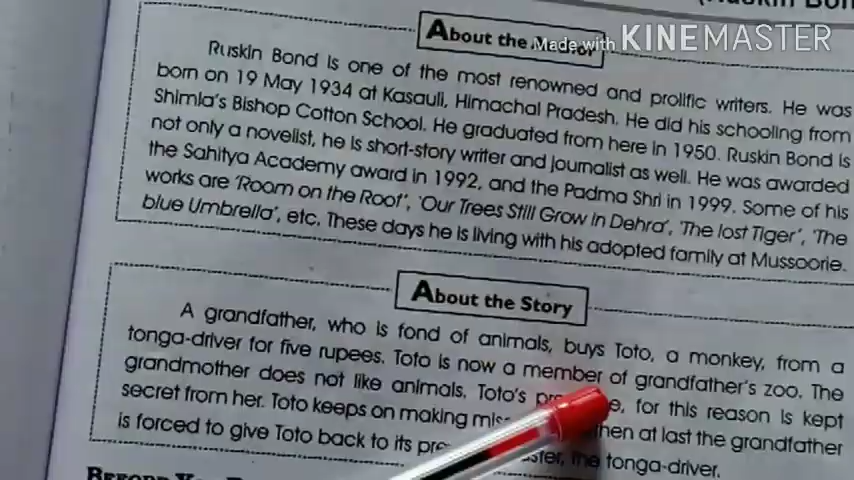 (Ruskin Bon
About the
Made with KINEMASTER
Ruskin Bond is one of the most renowned and prolific writers. He was
born on 19 May 1934 at Kasauli, Himachal Pradesh. He did his schooling from
Shimla's Bishop Cotton School. He graduated from here in 1950. Ruskin Bond is
not only a novelist, he is short-story writer and journalist as well. He was awarded
the Sahitya Academy award in 1992, and the Padma Shri in 1999. Some of his
works are 'Room on the Roof', 'Our Trees Still Grow in Dehra', 'The lost Tiger', 'The
blue Umbrella', etc. These days he is living with his adopted family at Mussoorie.
About the Story
A grandfather, who is fond of animals, buys Toto, a monkey, from a
tonga-driver for five rupees. Toto is now a member of grandfather's zoo. The
grandmother does not like animals. Toto's for this reason is kept
secret from her. Toto keeps on making at last the grandfather
is forced to give Toto back to its the tonga-driver.